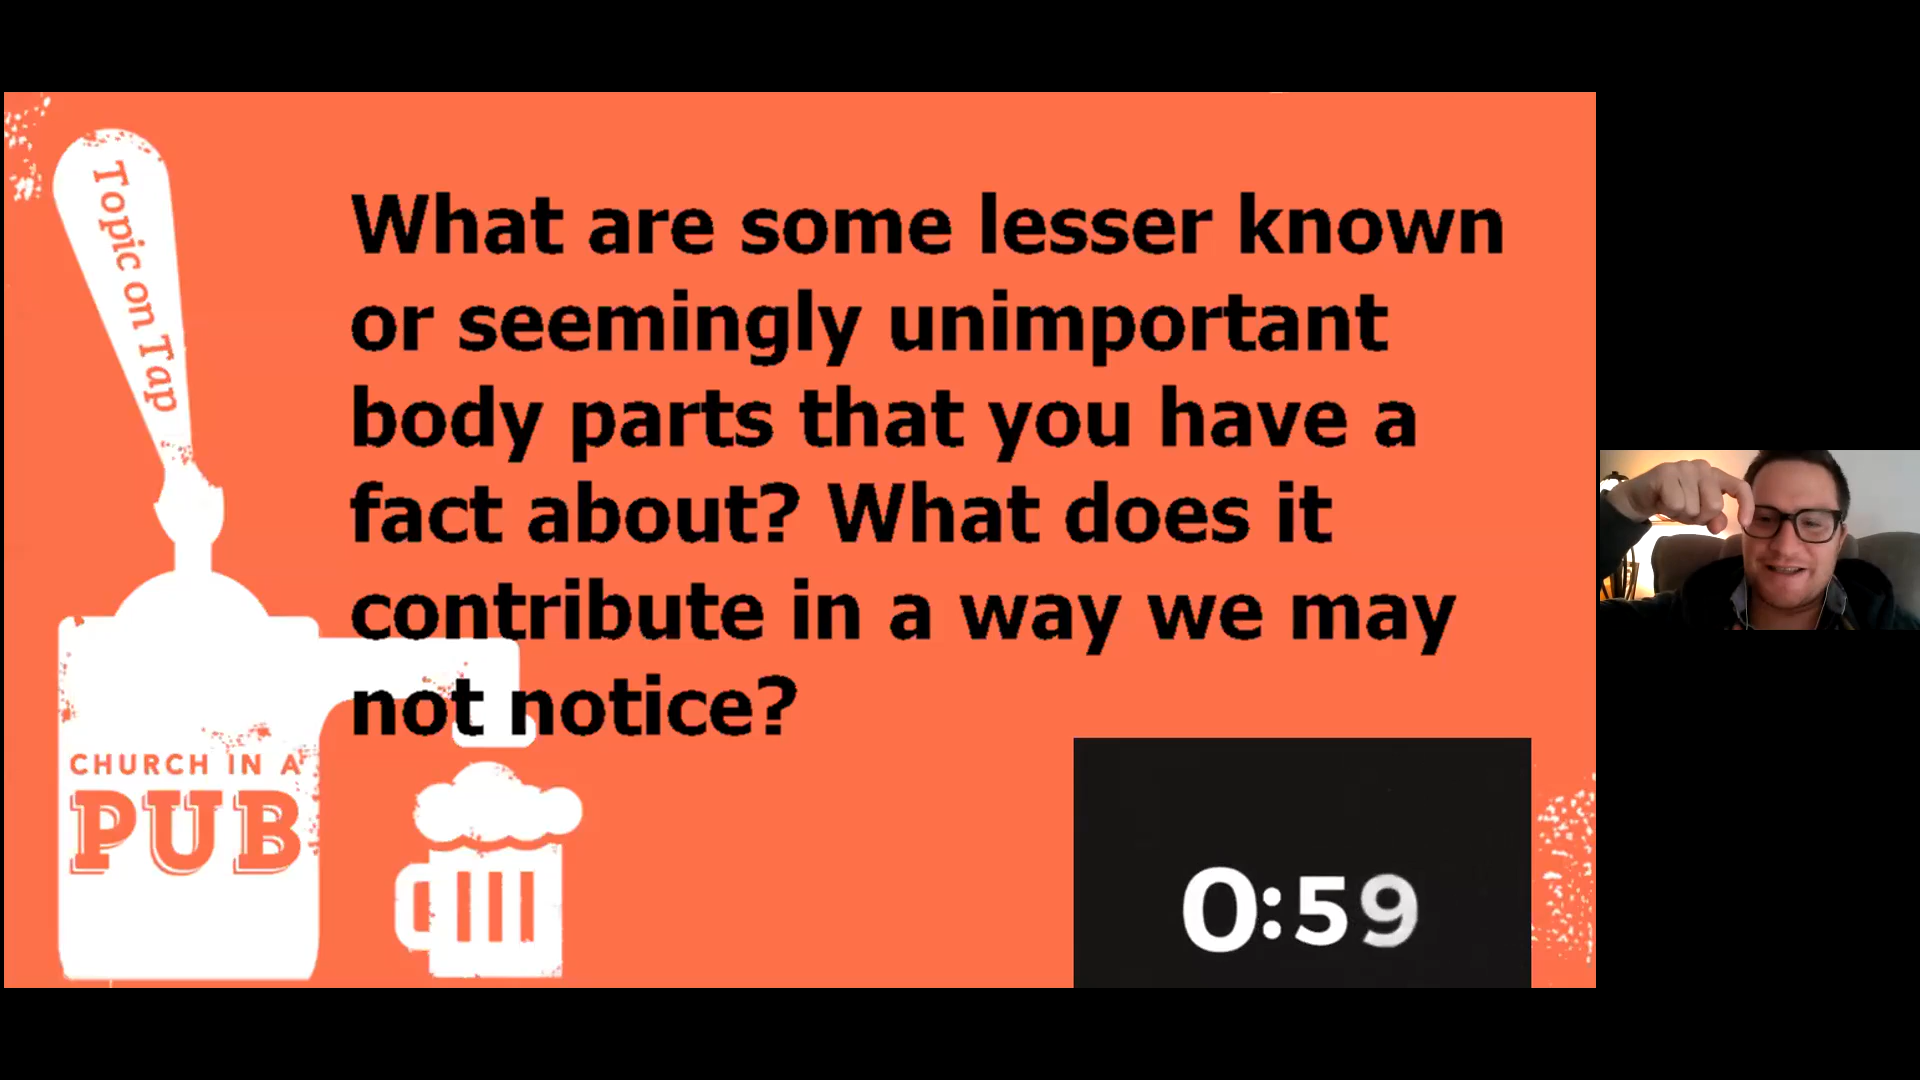 Topic on Tap
What are some lesser known
or seemingly unimportant
body parts that you have a
fact about? What does it
contribute in a way we may
not notice?
CHURCH IN A
PUB
0:59